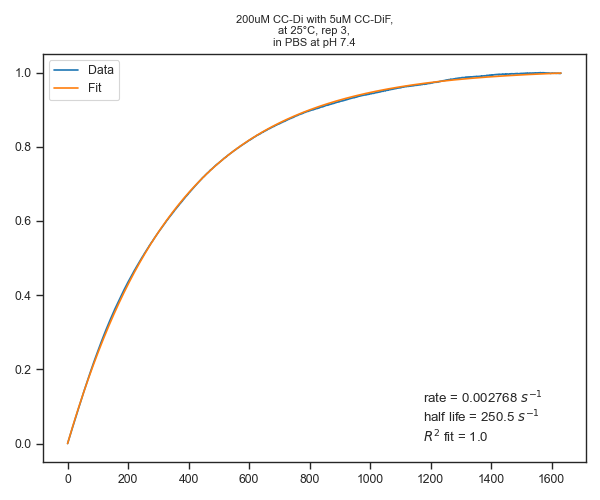 200uM CC-Di with 5uM CC-DiF,
at 25°C, rep 3,
in PBS at pH 7.4
Data
Fit
1.0
0.8
0.6
0.4
0.2
0.0
rate = 0.002768 s⁻¹
half life = 250.5 s⁻¹
R² fit = 1.0
0 200 400 600 800 1000 1200 1400 1600